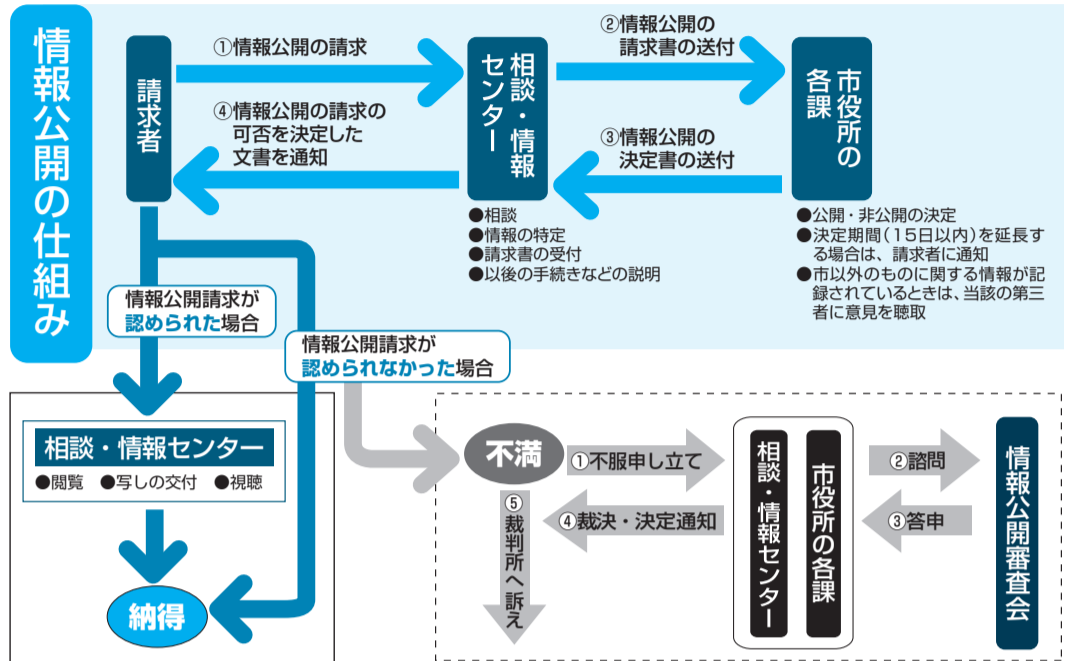 情報公開の仕組み
請求者
①情報公開の請求
④情報公開の請求の
可否を決定した
文書を通知
相談・情報
センター
●相談
●情報の特定
●請求書の受付
●以後の手続きなどの説明
②情報公開の
請求書の送付
③情報公開の
決定書の送付
市役所の
各課
●公開・非公開の決定
●決定期間(15日以内)を延長す
る場合は、請求者に通知
●市以外のものに関する情報が記
録されているときは、当該の第三
者に意見を聴取
情報公開請求が
認められた場合
情報公開請求が
認められなかった場合
相談・情報センター
●閲覧 ●写しの交付 ●視聴
納得
不満
①不服申し立て
④裁決・決定通知
⑤裁判所へ訴え
相談・情報センター
市役所の各課
②諮問
③答申
情報公開審査会